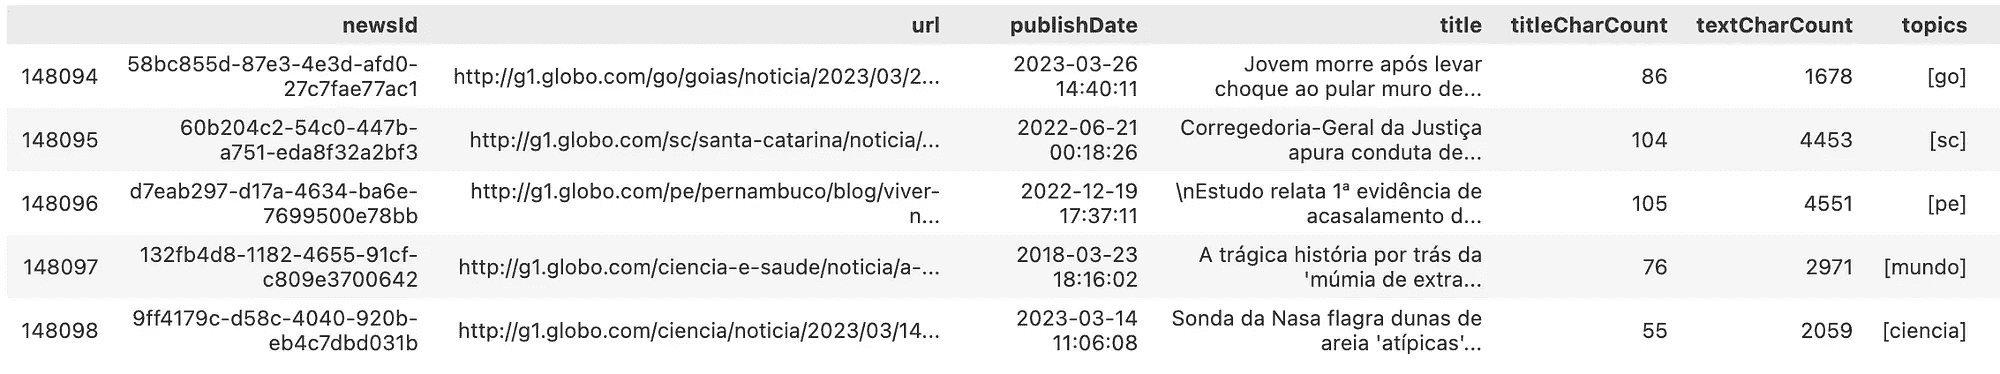 newsId url publishDate title titleCharCount textCharCount topics
148094 58bc855d-87e3-4e3d-afd0- http://g1.globo.com/go/goias/noticia/2023/03/2... 2023-03-26 Jovem morre após levar 86 1678 [go]
27c7fae77ac1 14:40:11 choque ao pular muro de...
148095 60b204c2-54c0-447b- http://g1.globo.com/sc/santa-catarina/noticia/... 2022-06-21 Corregedoria-Geral da Justiça 104 4453 [sc]
a751-eda8f32a2bf3 00:18:26 apura conduta de...
148096 d7eab297-d17a-4634-ba6e- http://g1.globo.com/pe/pernambuco/blog/viver- 2022-12-19 \nEstudo relata 1ª evidência de 105 4551 [pe]
7699500e78bb n... 17:37:11 acasalamento d...
148097 132fb4d8-1182-4655-91cf- http://g1.globo.com/ciencia-e-saude/noticia/a-... 2018-03-23 A trágica história por trás da 76 2971 [mundo]
c809e3700642 18:16:02 'múmia de extra...
148098 9ff4179c-d58c-4040-920b- http://g1.globo.com/ciencia/noticia/2023/03/14... 2023-03-14 Sonda da Nasa flagra dunas de 55 2059 [ciencia]
eb4c7dbd031b 11:06:08 areia 'atípicas'...